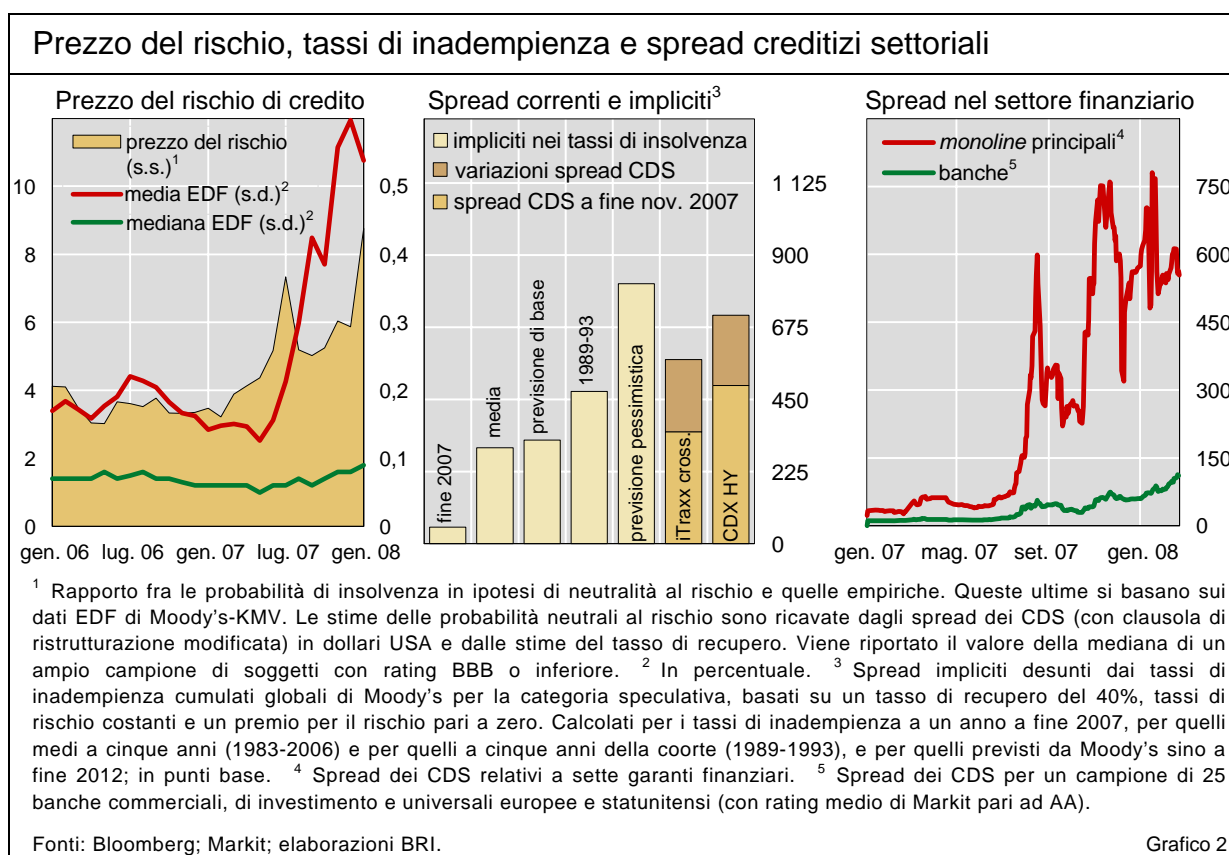 Prezzo del rischio, tassi di inadempienza e spread creditizi settoriali
Prezzo del rischio di credito
prezzo del rischio
(s.s.)1
media EDF (s.d.)2
mediana EDF (s.d.)2
10
8
6
4
2
0
0,5
0,4
0,3
0,2
0,1
0
gen. 06
lug. 06
gen. 07
lug. 07
gen. 08
Spread correnti e impliciti3
impliciti nei tassi di insolvenza
variazioni spread CDS
spread CDS a fine nov. 2007
fine 2007
media
previsione di base
1989-93
previsione pessimistica
iTraxx cross.
CDX HY
1 125
900
675
450
225
0
Spread nel settore finanziario
monoline principali4
banche5
750
600
450
300
150
0
gen. 07
mag. 07
set. 07
gen. 08
1 Rapporto fra le probabilità di insolvenza in ipotesi di neutralità al rischio e quelle empiriche. Queste ultime si basano sui
dati EDF di Moody's-KMV. Le stime delle probabilità neutrali al rischio sono ricavate dagli spread dei CDS (con clausola di
ristrutturazione modificata) in dollari USA e dalle stime del tasso di recupero. Viene riportato il valore della mediana di un
ampio campione di soggetti con rating BBB o inferiore. 2 In percentuale. 3 Spread impliciti desunti dai tassi di
inadempienza cumulati globali di Moody's per la categoria speculativa, basati su un tasso di recupero del 40%, tassi di
rischio costanti e un premio per il rischio pari a zero. Calcolati per i tassi di inadempienza a un anno a fine 2007, per quelli
medi a cinque anni (1983-2006) e per quelli a cinque anni della coorte (1989-1993), e per quelli previsti da Moody's sino a
fine 2012; in punti base. 4 Spread dei CDS relativi a sette garanti finanziari. 5 Spread dei CDS per un campione di 25
banche commerciali, di investimento e universali europee e statunitensi (con rating medio di Markit pari ad AA).
Fonti: Bloomberg; Markit; elaborazioni BRI.
Grafico 2